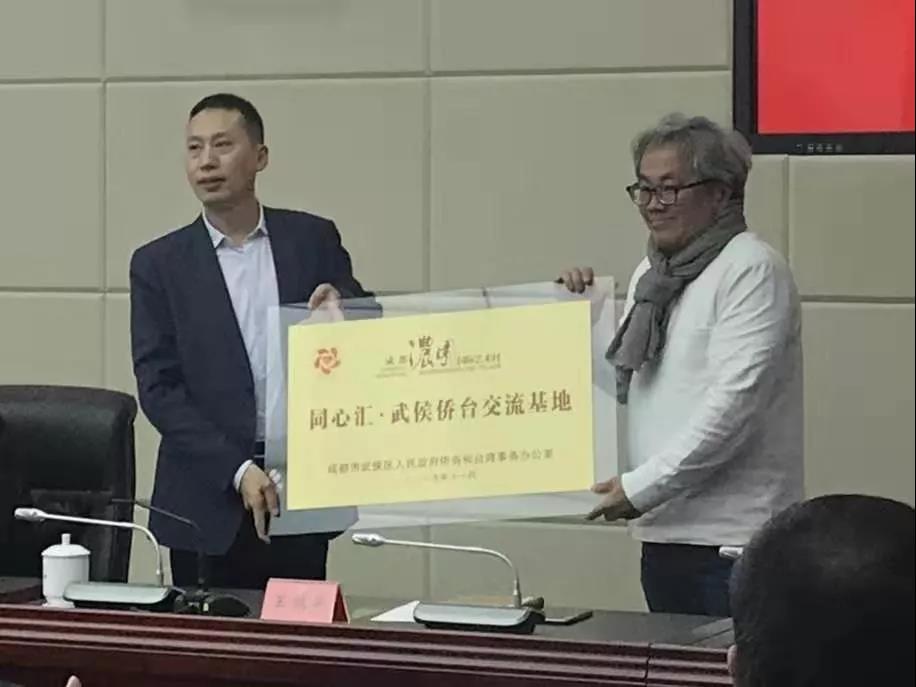 成都濃園国际艺术村
同心汇·武侯侨台交流基地
成都市武侯区人民政府侨务和台湾事务办公室